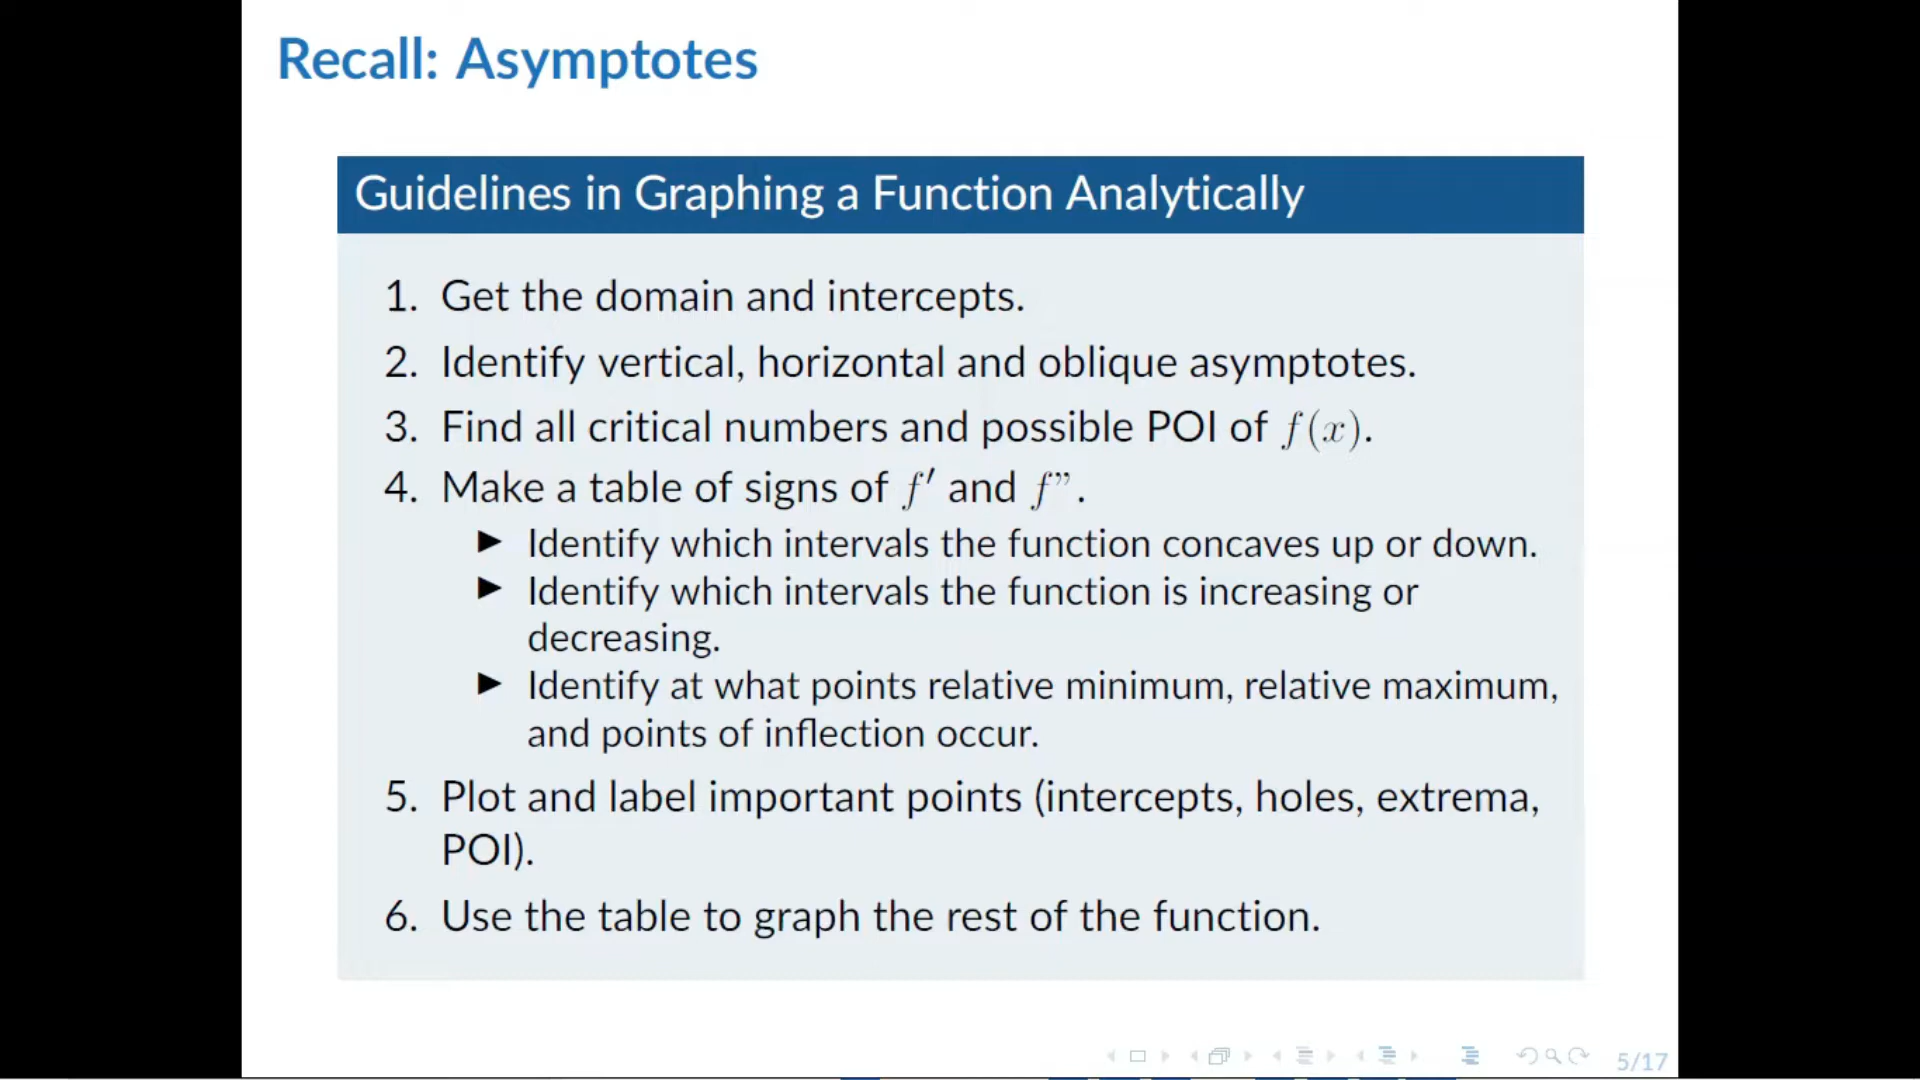 Recall: Asymptotes
Guidelines in Graphing a Function Analytically
1. Get the domain and intercepts.
2. Identify vertical, horizontal and oblique asymptotes.
3. Find all critical numbers and possible POI of f(x).
4. Make a table of signs of f′ and f”.
▶ Identify which intervals the function concaves up or down.
▶ Identify which intervals the function is increasing or
decreasing.
▶ Identify at what points relative minimum, relative maximum,
and points of inflection occur.
5. Plot and label important points (intercepts, holes, extrema,
POI).
6. Use the table to graph the rest of the function.
5/17